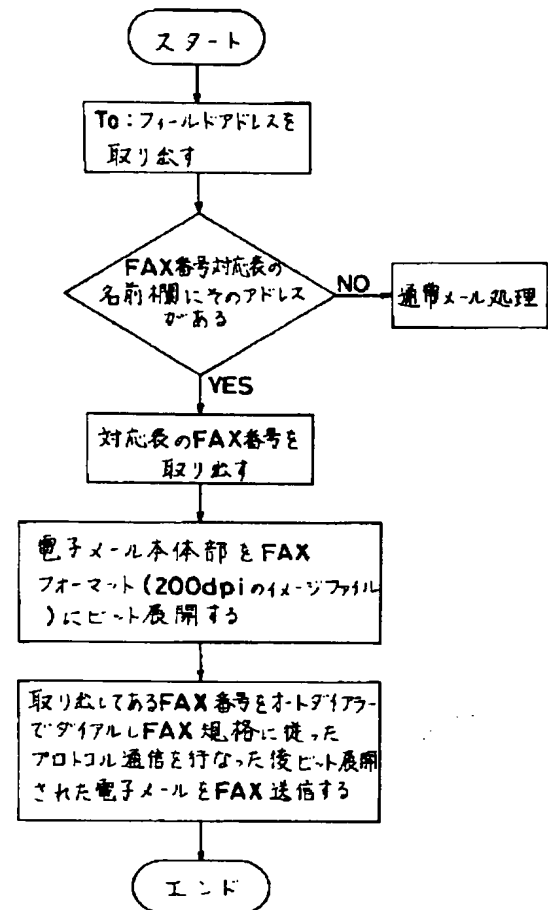 スタート
To:フィールドアドレスを
取り出す
FAX番号対応表の
名前欄にそのアドレス
がある
NO
通常メール処理
YES
対応表のFAX番号を
取り出す
電子メール本体部をFAX
フォーマット(200dpiのイメージファイル
)にビット展開する
取り出してあるFAX番号をオートダイアラー
でダイアルしFAX規格に従った
プロトコル通信を行なった後ビット展開
された電子メールをFAX送信する
エンド